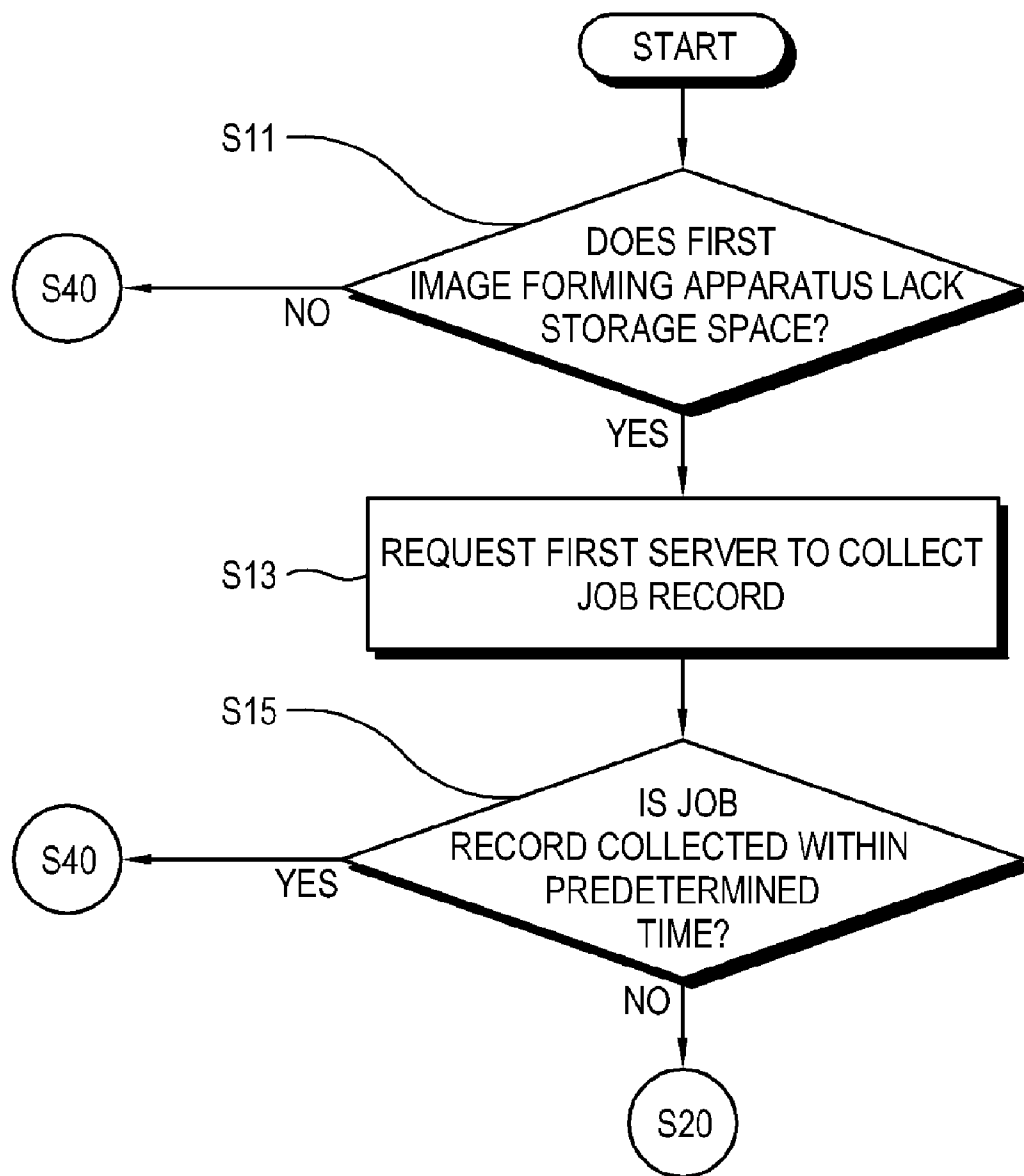 START
S11
DOES FIRST
IMAGE FORMING APPARATUS LACK
STORAGE SPACE?
S40
NO
YES
S13
REQUEST FIRST SERVER TO COLLECT
JOB RECORD
S15
IS JOB
RECORD COLLECTED WITHIN
PREDETERMINED
TIME?
S40
YES
NO
S20